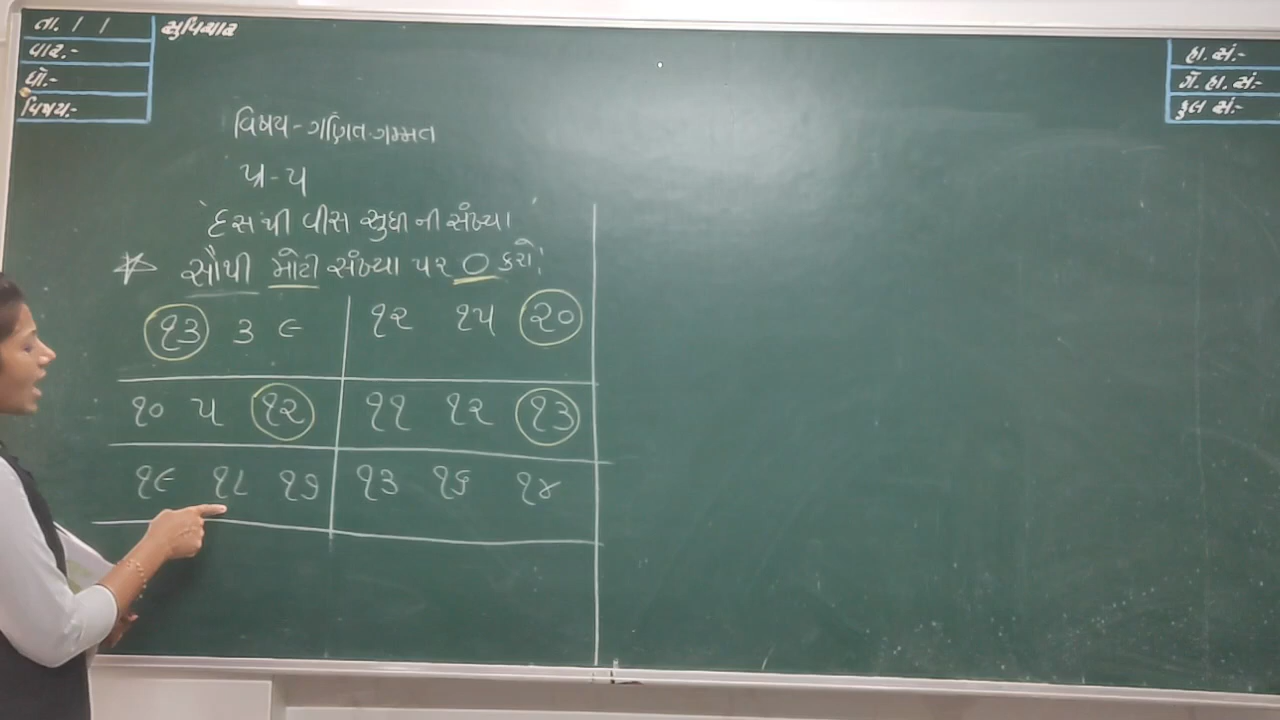 તા. / /
વાર:-
ધો:-
વિષય:-
સુવિચાર
હા. સં:-
ગે. હા. સં:-
કુલ સં:-
વિષય - ગણિત-ગમ્મત
પ્ર - ૫
દસ થી વીસ સુધી ની સંખ્યા
સૌથી મોટી સંખ્યા પર O કરો.
૧૩ ૩ ૯ ૧૨ ૧૫ ૨૦
૧૦ ૫ ૧૨ ૧૧ ૧૨ ૧૩
૧૯ ૧૮ ૧૭ ૧૩ ૧૬ ૧૪